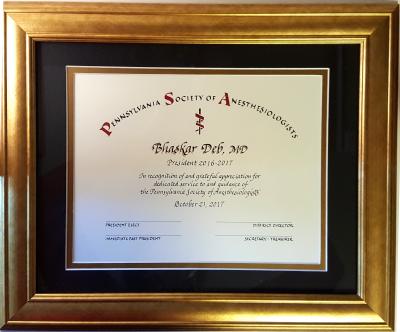 PENNSYLVANIA SOCIETY OF ANESTHESIOLOGISTS
Bhaskar Deb, MD
President 2016-2017
In recognition of and grateful appreciation for
dedicated service to and guidance of
the Pennsylvania Society of Anesthesiologists
October 21, 2017
PRESIDENT ELECT DISTRICT DIRECTOR
IMMEDIATE PAST PRESIDENT SECRETARY - TREASURER